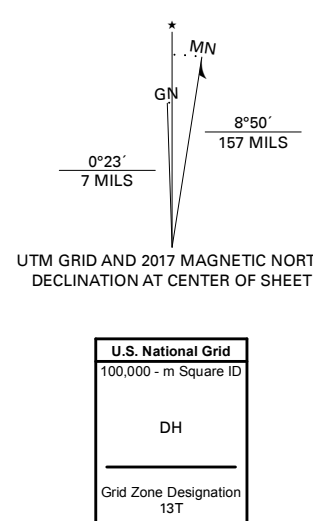 MN
GN
8°50´
157 MILS
0°23´
7 MILS
UTM GRID AND 2017 MAGNETIC NORT
DECLINATION AT CENTER OF SHEET
U.S. National Grid
100,000 - m Square ID
DH
Grid Zone Designation
13T